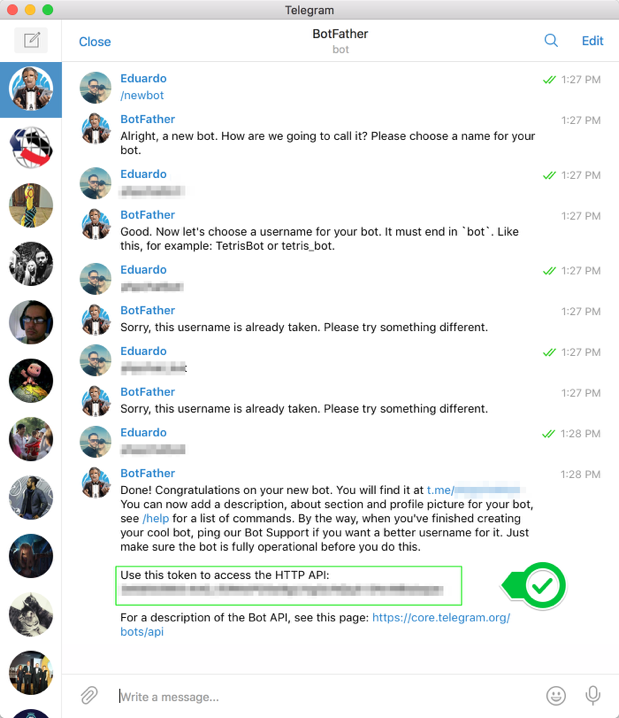 Telegram
Close
BotFather
bot
Edit
Eduardo
1:27 PM
/newbot
BotFather
1:27 PM
Alright, a new bot. How are we going to call it? Please choose a name for your
bot.
Eduardo
1:27 PM
BotFather
1:27 PM
Good. Now let's choose a username for your bot. It must end in `bot`. Like
this, for example: TetrisBot or tetris_bot.
Eduardo
1:27 PM
BotFather
1:27 PM
Sorry, this username is already taken. Please try something different.
Eduardo
1:27 PM
BotFather
1:27 PM
Sorry, this username is already taken. Please try something different.
Eduardo
1:28 PM
BotFather
1:28 PM
Done! Congratulations on your new bot. You will find it at t.me/
You can now add a description, about section and profile picture for your bot,
see /help for a list of commands. By the way, when you've finished creating
your cool bot, ping our Bot Support if you want a better username for it. Just
make sure the bot is fully operational before you do this.
Use this token to access the HTTP API:
For a description of the Bot API, see this page: https://core.telegram.org/
bots/api
Write a message...